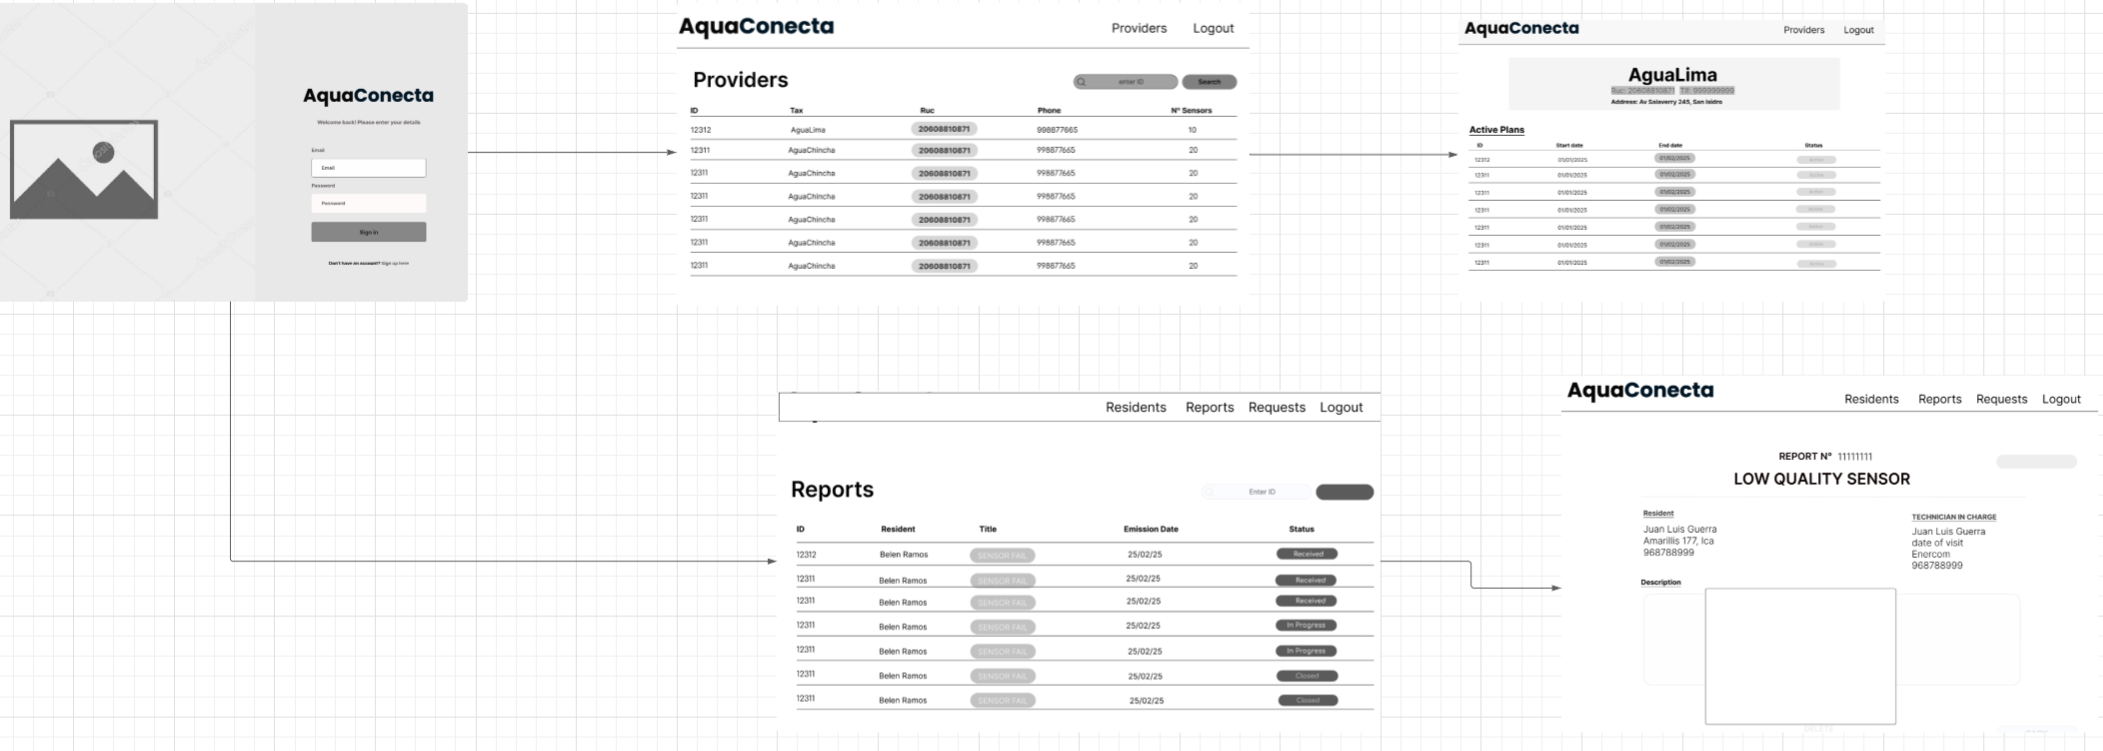 AquaConecta
Welcome back! Please enter your details
Email
Email
Password
Password
Sign in
Don't have an account? Sign up here
AquaConecta
Providers Logout
Providers
enter ID Search
ID Tax Ruc Phone N° Sensors
12312 AguaLima 20608810871 998877665 10
12311 AguaChincha 20608810871 998877665 20
12311 AguaChincha 20608810871 998877665 20
12311 AguaChincha 20608810871 998877665 20
12311 AguaChincha 20608810871 998877665 20
12311 AguaChincha 20608810871 998877665 20
12311 AguaChincha 20608810871 998877665 20
AquaConecta
Providers Logout
AguaLima
Ruc: 20608810871 Tlf: 999999999
Address: Av Salaverry 245, San Isidro
Active Plans
ID Start date End date Status
12312 01/01/2025 01/02/2025 Active
12311 01/01/2025 01/02/2025 Active
12311 01/01/2025 01/02/2025 Active
12311 01/01/2025 01/02/2025 Active
12311 01/01/2025 01/02/2025 Active
12311 01/01/2025 01/02/2025 Active
12311 01/01/2025 01/02/2025 Active
Residents Reports Requests Logout
Reports
Enter ID
ID Resident Title Emission Date Status
12312 Belen Ramos SENSOR FAIL 25/02/25 Received
12311 Belen Ramos SENSOR FAIL 25/02/25 Received
12311 Belen Ramos SENSOR FAIL 25/02/25 Received
12311 Belen Ramos SENSOR FAIL 25/02/25 In Progress
12311 Belen Ramos SENSOR FAIL 25/02/25 In Progress
12311 Belen Ramos SENSOR FAIL 25/02/25 Closed
12311 Belen Ramos SENSOR FAIL 25/02/25 Closed
AquaConecta
Residents Reports Requests Logout
REPORT N° 11111111
LOW QUALITY SENSOR
Resident
Juan Luis Guerra
Amarillis 177, Ica
968788999
TECHNICIAN IN CHARGE
Juan Luis Guerra
date of visit
Enercom
968788999
Description
DELETE